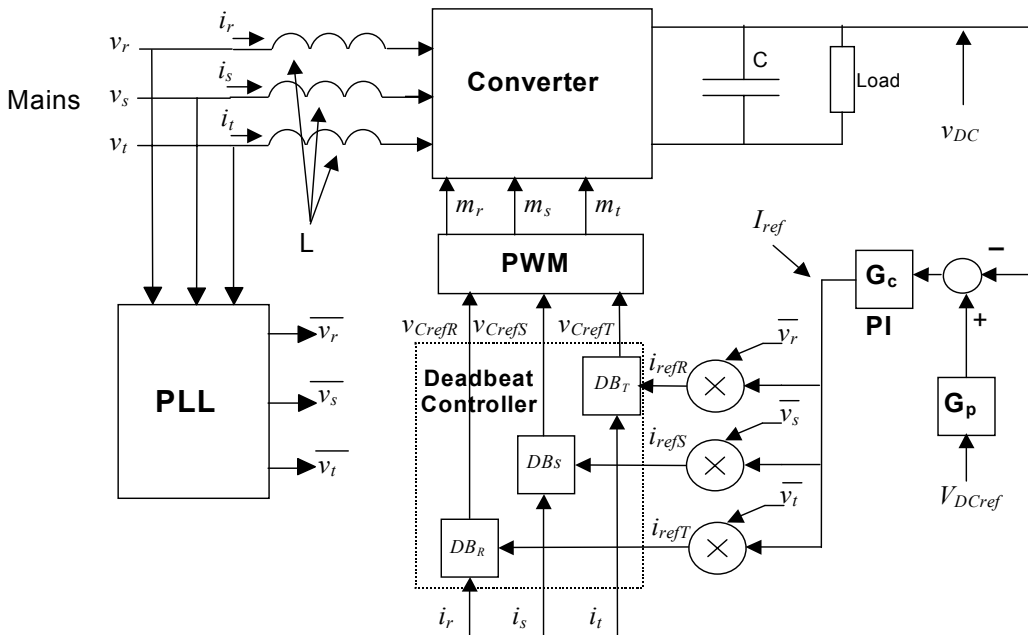 i_r
v_r
C
Converter
i_s
Load
Mains
v_s
i_t
v_DC
v_t
m_r m_s m_t
L
I_ref
PWM
G_c
−
PI
+
v_CrefR v_CrefS v_CrefT
v̅_r
v̅_r
i_refR
DB_T
×
Deadbeat
Controller
PLL
v̅_s
v̅_s
G_p
i_refS
DBs
×
v̅_t
V_DCref
v̅_t
i_refT
DB_R
×
i_r i_s i_t